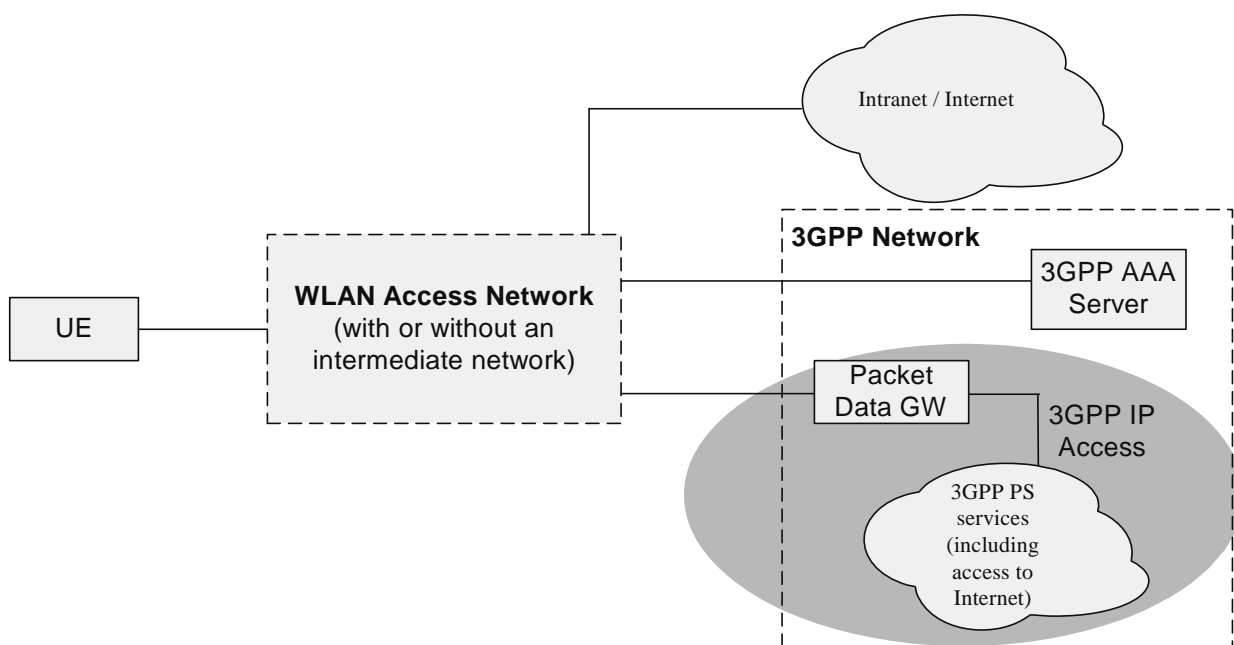 Intranet / Internet
3GPP Network
3GPP AAA
Server
WLAN Access Network
(with or without an
intermediate network)
UE
Packet
Data GW
3GPP IP
Access
3GPP PS
services
(including
access to
Internet)